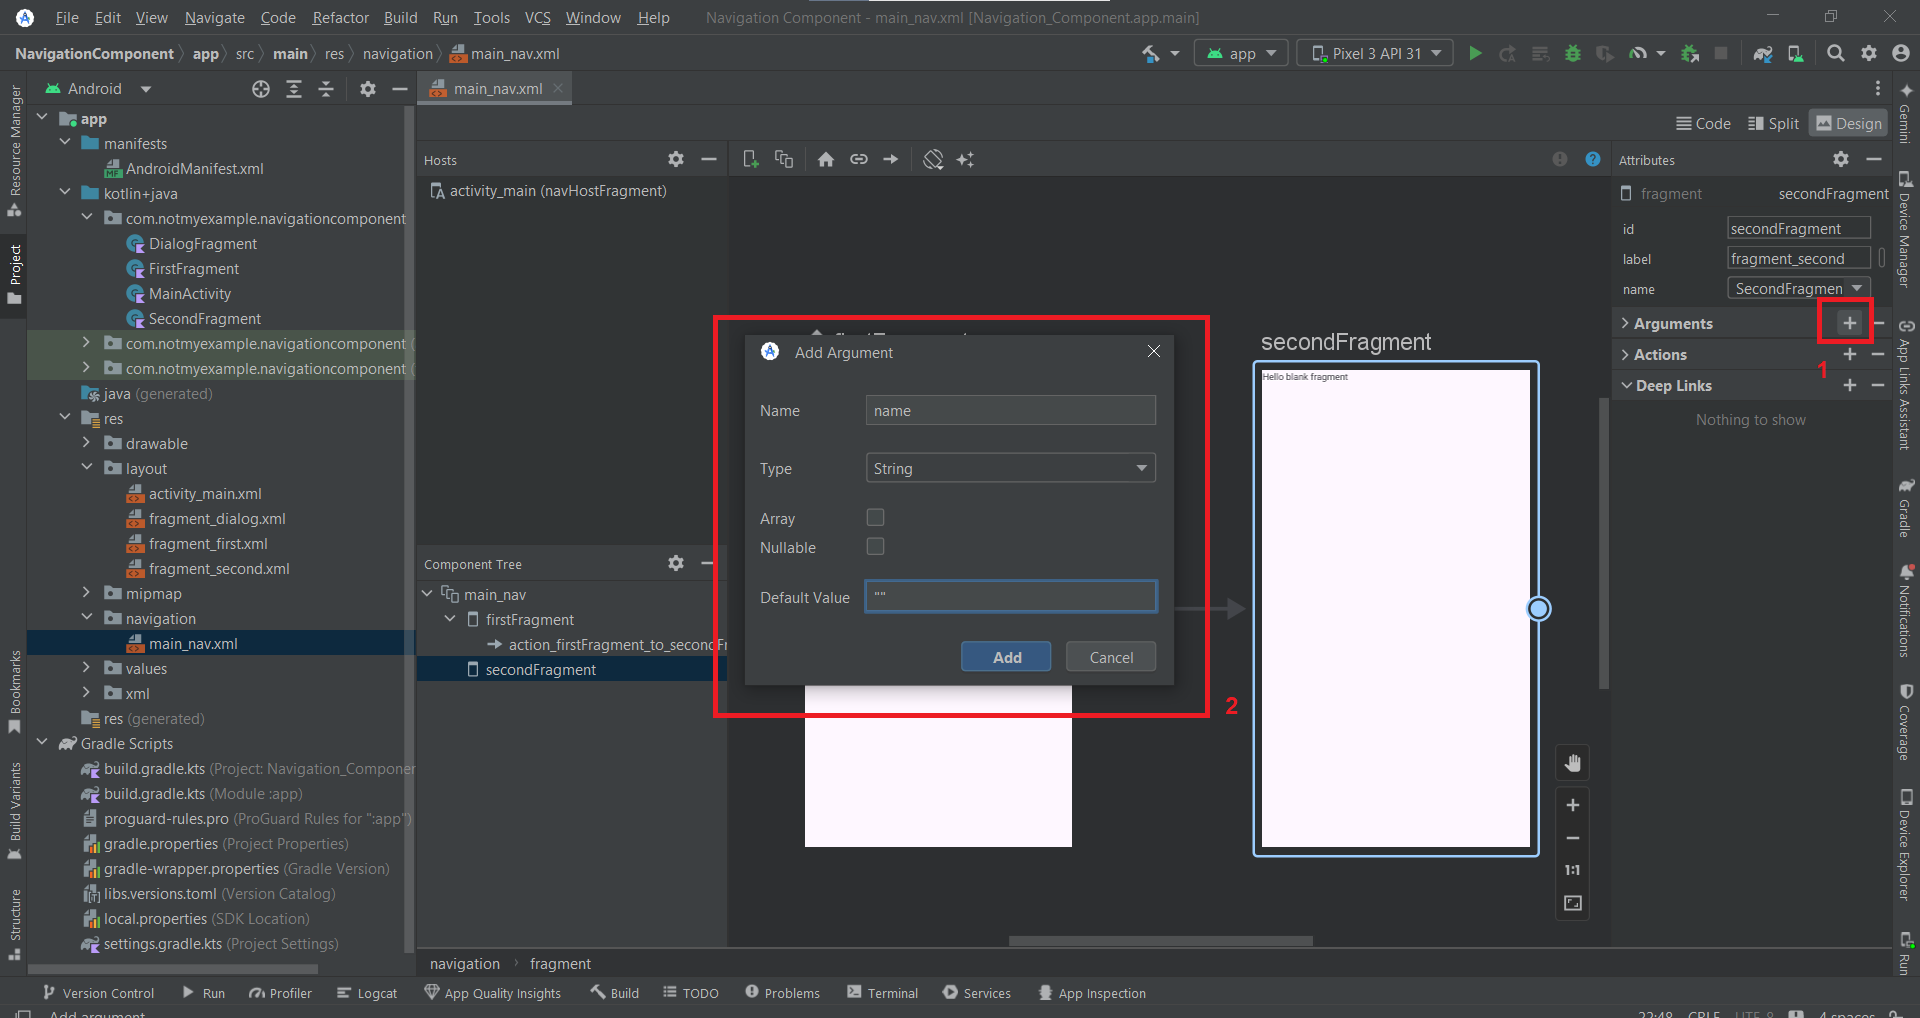 File Edit View Navigate Code Refactor Build Run Tools VCS Window Help Navigation Component - main_nav.xml [Navigation_Component.app.main]
NavigationComponent app src main res navigation main_nav.xml app Pixel 3 API 31
Android
main_nav.xml
Code Split Design
Resource Manager
Project
Bookmarks
Build Variants
Structure
app
manifests
AndroidManifest.xml
kotlin+java
com.notmyexample.navigationcomponent
DialogFragment
FirstFragment
MainActivity
SecondFragment
com.notmyexample.navigationcomponent (
com.notmyexample.navigationcomponent (
java (generated)
res
drawable
layout
activity_main.xml
fragment_dialog.xml
fragment_first.xml
fragment_second.xml
mipmap
navigation
main_nav.xml
values
xml
res (generated)
Gradle Scripts
build.gradle.kts (Project: Navigation_Componen
build.gradle.kts (Module :app)
proguard-rules.pro (ProGuard Rules for ":app")
gradle.properties (Project Properties)
gradle-wrapper.properties (Gradle Version)
libs.versions.toml (Version Catalog)
local.properties (SDK Location)
settings.gradle.kts (Project Settings)
Hosts
activity_main (navHostFragment)
Component Tree
main_nav
firstFragment
action_firstFragment_to_secondFr
secondFragment
Add Argument
Name name
Type String
Array
Nullable
Default Value ""
Add Cancel
2
secondFragment
Hello blank fragment
1:1
Attributes
fragment secondFragment
id secondFragment
label fragment_second
name SecondFragmen
Arguments
Actions
1
Deep Links
Nothing to show
Gemini
Device Manager
App Links Assistant
Gradle
Notifications
Coverage
Device Explorer
Run
navigation fragment
Version Control Run Profiler Logcat App Quality Insights Build TODO Problems Terminal Services App Inspection
Add argument 22:48 CRLF UTF-8 4 spaces